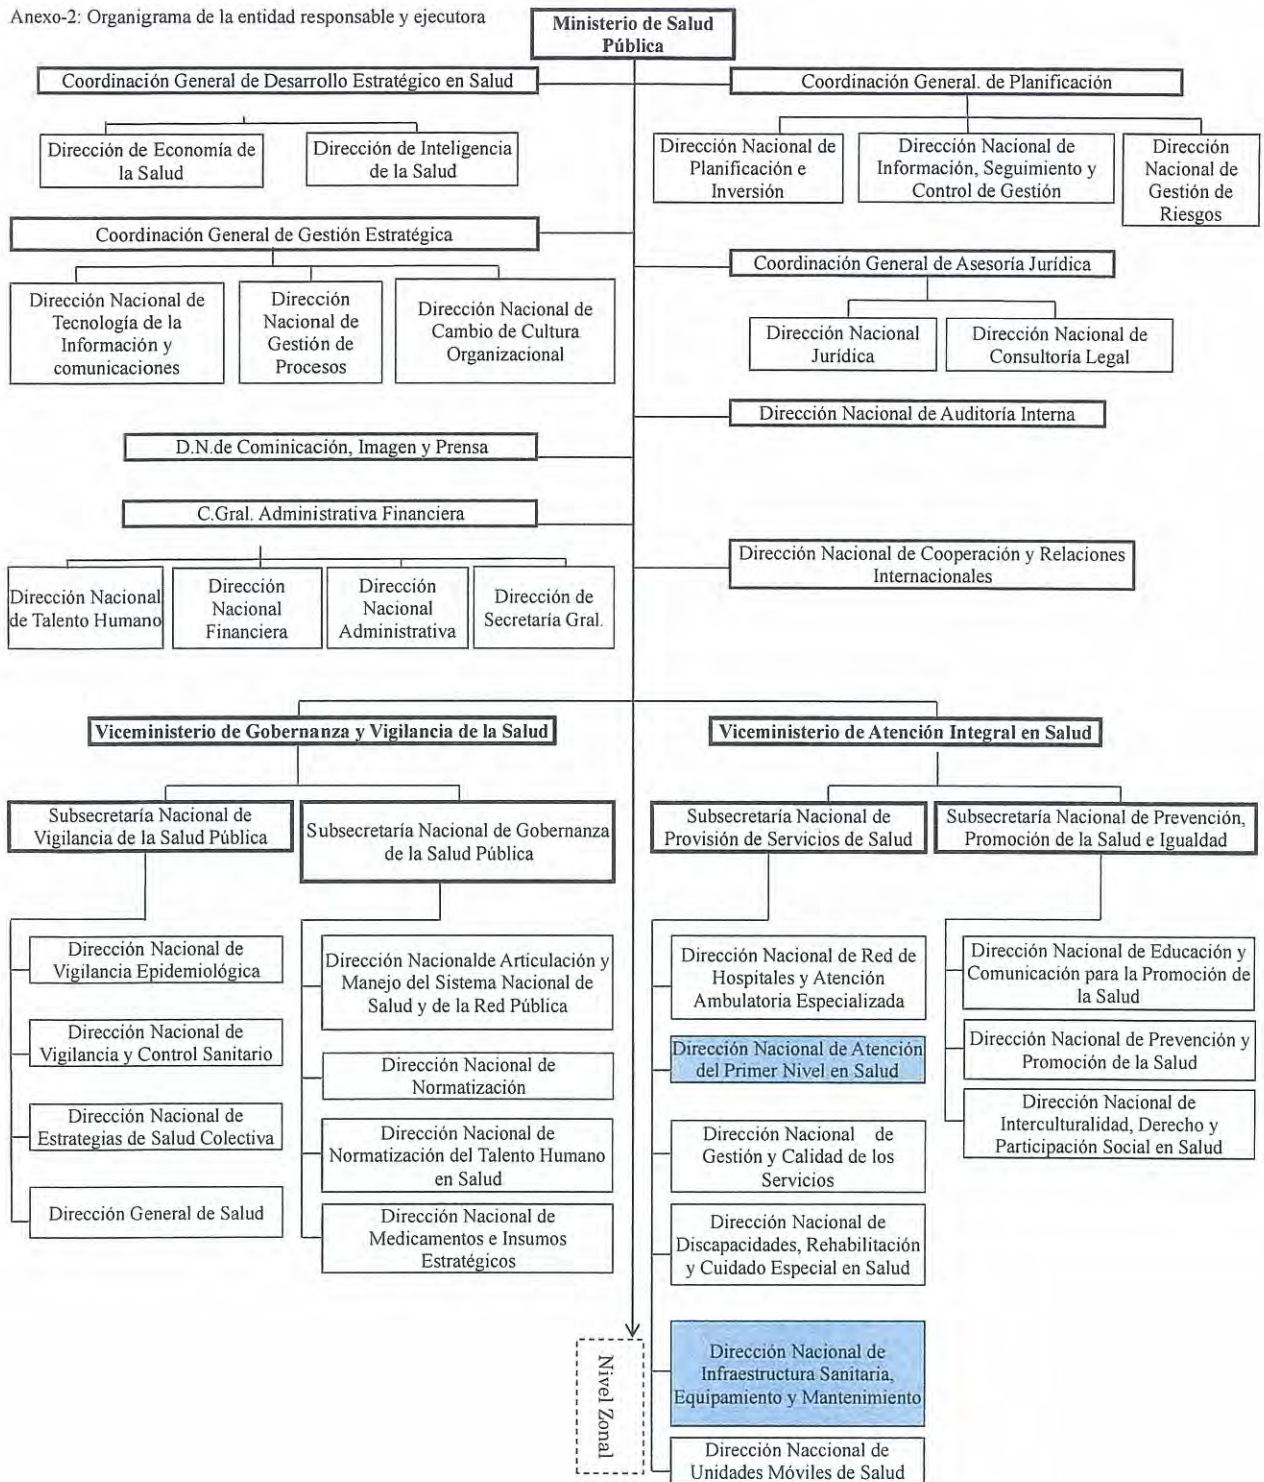 Anexo-2: Organigrama de la entidad responsable y ejecutora
Ministerio de Salud
Pública
Coordinación General de Desarrollo Estratégico en Salud
Coordinación General. de Planificación
Dirección de Economía de
la Salud
Dirección de Inteligencia
de la Salud
Dirección Nacional de
Planificación e
Inversión
Dirección Nacional de
Información, Seguimiento y
Control de Gestión
Dirección
Nacional de
Gestión de
Riesgos
Coordinación General de Gestión Estratégica
Coordinación General de Asesoría Jurídica
Dirección Nacional de
Tecnología de la
Información y
comunicaciones
Dirección
Nacional de
Gestión de
Procesos
Dirección Nacional de
Cambio de Cultura
Organizacional
Dirección Nacional
Jurídica
Dirección Nacional de
Consultoría Legal
Dirección Nacional de Auditoría Interna
D.N.de Cominicación, Imagen y Prensa
C.Gral. Administrativa Financiera
Dirección Nacional de Cooperación y Relaciones
Internacionales
Dirección Nacional
de Talento Humano
Dirección
Nacional
Financiera
Dirección
Nacional
Administrativa
Dirección de
Secretaría Gral.
Viceministerio de Gobernanza y Vigilancia de la Salud
Viceministerio de Atención Integral en Salud
Subsecretaría Nacional de
Vigilancia de la Salud Pública
Subsecretaría Nacional de Gobernanza
de la Salud Pública
Subsecretaría Nacional de
Provisión de Servicios de Salud
Subsecretaría Nacional de Prevención,
Promoción de la Salud e Igualdad
Dirección Nacional de
Vigilancia Epidemiológica
Dirección Nacional de
Vigilancia y Control Sanitario
Dirección Nacional de
Estrategias de Salud Colectiva
Dirección General de Salud
Dirección Nacionalde Articulación y
Manejo del Sistema Nacional de
Salud y de la Red Pública
Dirección Nacional de
Normatización
Dirección Nacional de
Normatización del Talento Humano
en Salud
Dirección Nacional de
Medicamentos e Insumos
Estratégicos
Dirección Nacional de Red de
Hospitales y Atención
Ambulatoria Especializada
Dirección Nacional de Atención
del Primer Nivel en Salud
Dirección Nacional de
Gestión y Calidad de los
Servicios
Dirección Nacional de
Discapacidades, Rehabilitación
y Cuidado Especial en Salud
Dirección Nacional de
Infraestructura Sanitaria,
Equipamiento y Mantenimiento
Dirección Naccional de
Unidades Móviles de Salud
Dirección Nacional de Educación y
Comunicación para la Promoción de
la Salud
Dirección Nacional de Prevención y
Promoción de la Salud
Dirección Nacional de
Interculturalidad, Derecho y
Participación Social en Salud
Nivel Zonal